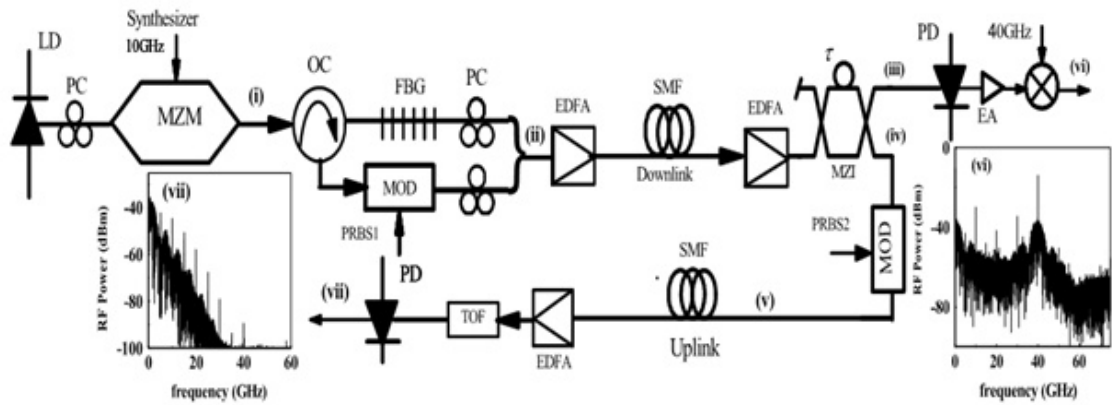 Synthesizer
10GHz
LD
PC
MZM
(i)
OC
FBG
PC
(ii)
EDFA
SMF
Downlink
EDFA
τ
MZI
(iii)
(iv)
PD
EA
40GHz
(vi)
MOD
PRBS1
PRBS2
MOD
(v)
SMF
Uplink
EDFA
TOF
PD
(vii)
(vii)
RF Power (dBm)
-40
-60
-80
-100
0 20 40 60
frequency (GHz)
(vi)
RF Power (dBm)
0
-40
-80
0 20 40 60
frequency (GHz)